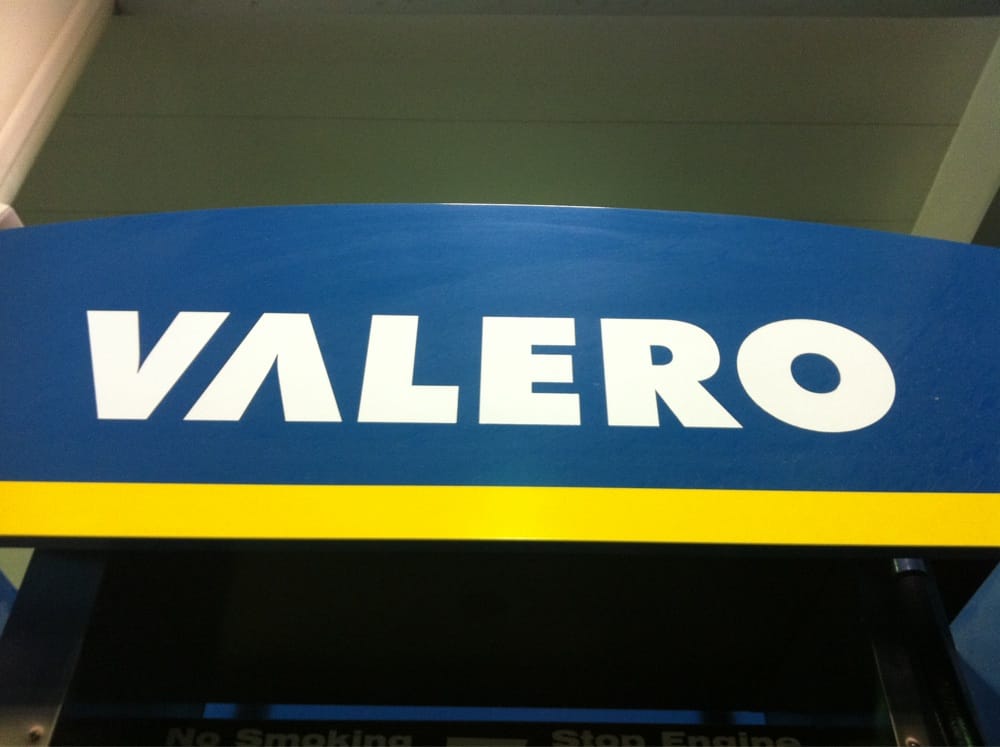 VALERO
No Smoking Stop Engine